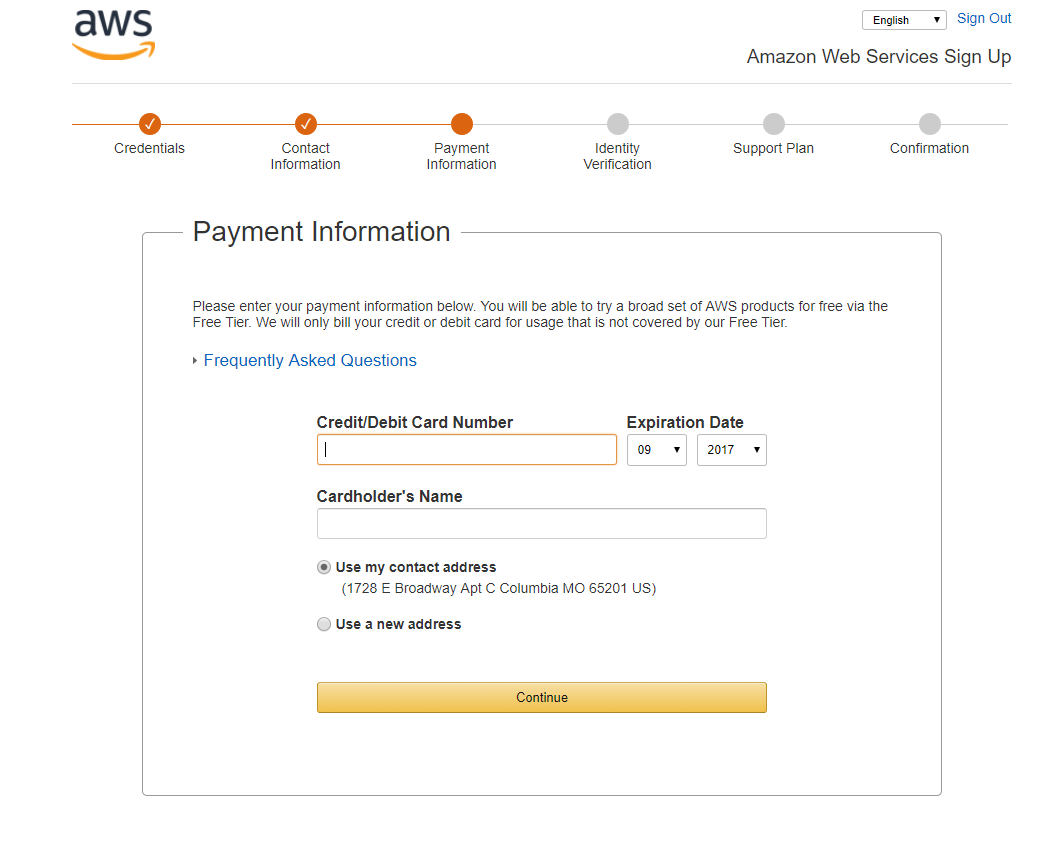 aws
English
Sign Out
Amazon Web Services Sign Up
Credentials
Contact
Information
Payment
Information
Identity
Verification
Support Plan
Confirmation
Payment Information
Please enter your payment information below. You will be able to try a broad set of AWS products for free via the
Free Tier. We will only bill your credit or debit card for usage that is not covered by our Free Tier.
Frequently Asked Questions
Credit/Debit Card Number
Expiration Date
09
2017
Cardholder's Name
Use my contact address
(1728 E Broadway Apt C Columbia MO 65201 US)
Use a new address
Continue